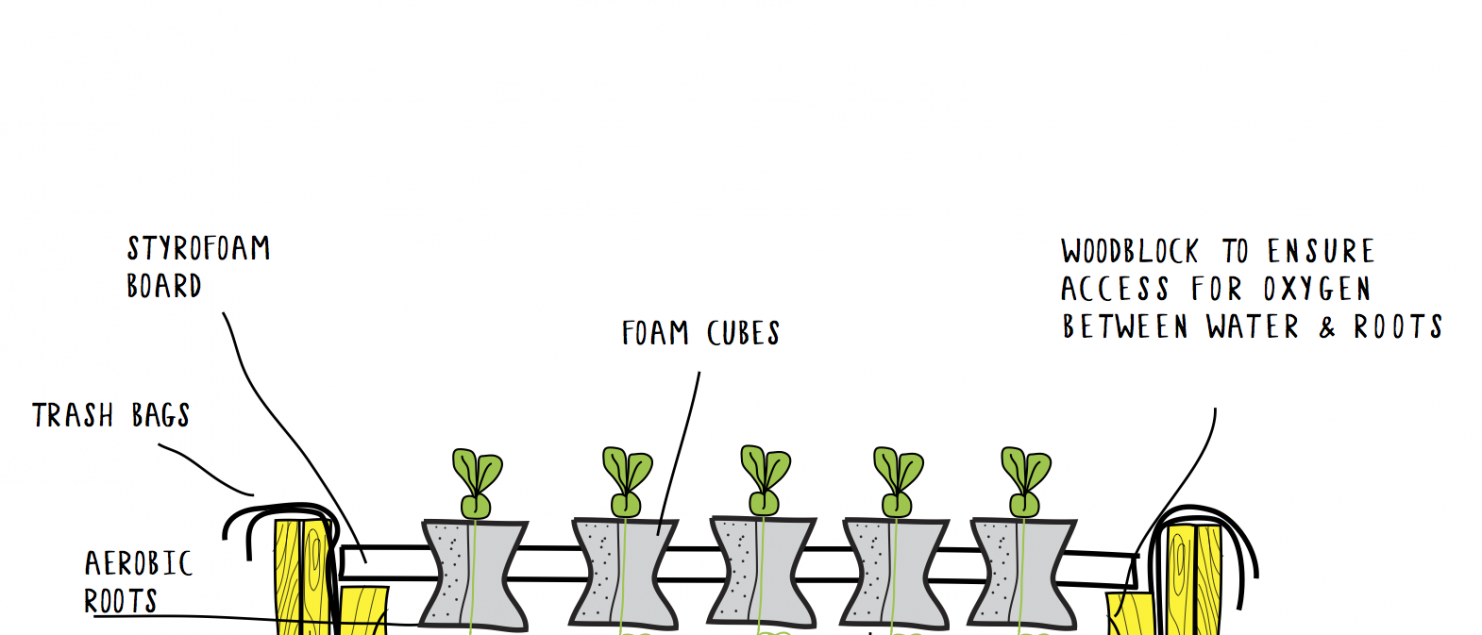 STYROFOAM
BOARD
WOODBLOCK TO ENSURE
ACCESS FOR OXYGEN
BETWEEN WATER & ROOTS
FOAM CUBES
TRASH BAGS
AEROBIC
ROOTS